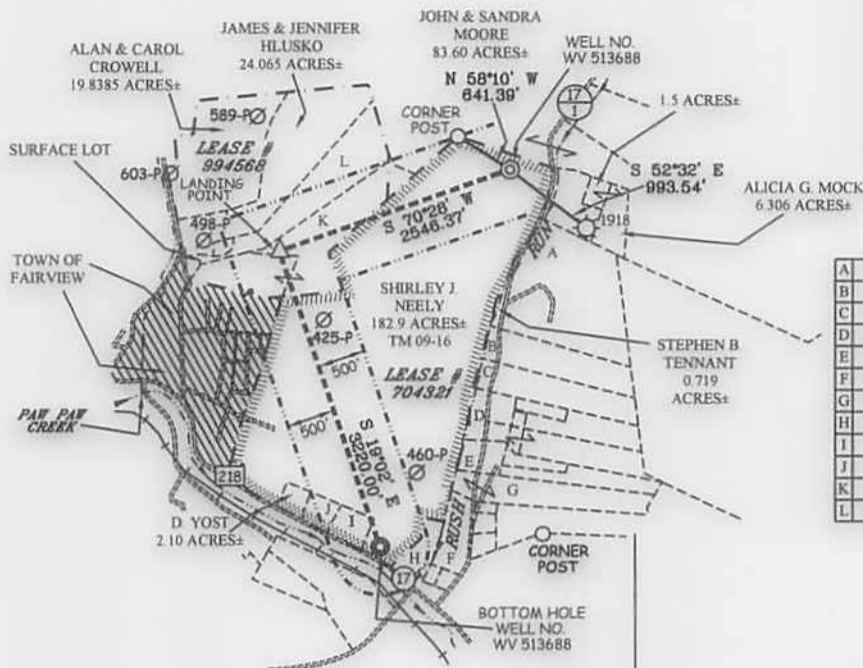 JOHN & SANDRA
MOORE
83.60 ACRES±
JAMES & JENNIFER
HLUSKO
24.065 ACRES±
ALAN & CAROL
CROWELL
19.8385 ACRES±
WELL NO.
WV 513688
N 58°10' W
641.39'
17
1
1.5 ACRES±
589-P
CORNER
POST
LEASE #
994568
SURFACE LOT
L
S 52°32' E
993.54'
603-P
LANDING
POINT
ALICIA G. MOCK
6.306 ACRES±
K
S 70°28' W
2546.37'
1918
498-P
RUN
A
TOWN OF
FAIRVIEW
SHIRLEY J.
NEELY
182.9 ACRES±
TM 09-16
425-P
STEPHEN B.
TENNANT
0.719
ACRES±
B
C
D
E
G
LEASE #
704321
500'
500'
S 19°02' E
3220.00'
PAW PAW
CREEK
460-P
218
RUSH
D. YOST
2.10 ACRES±
J
I
H
F
17
CORNER
POST
BOTTOM HOLE
WELL NO.
WV 513688
A
B
C
D
E
F
G
H
I
J
K
L